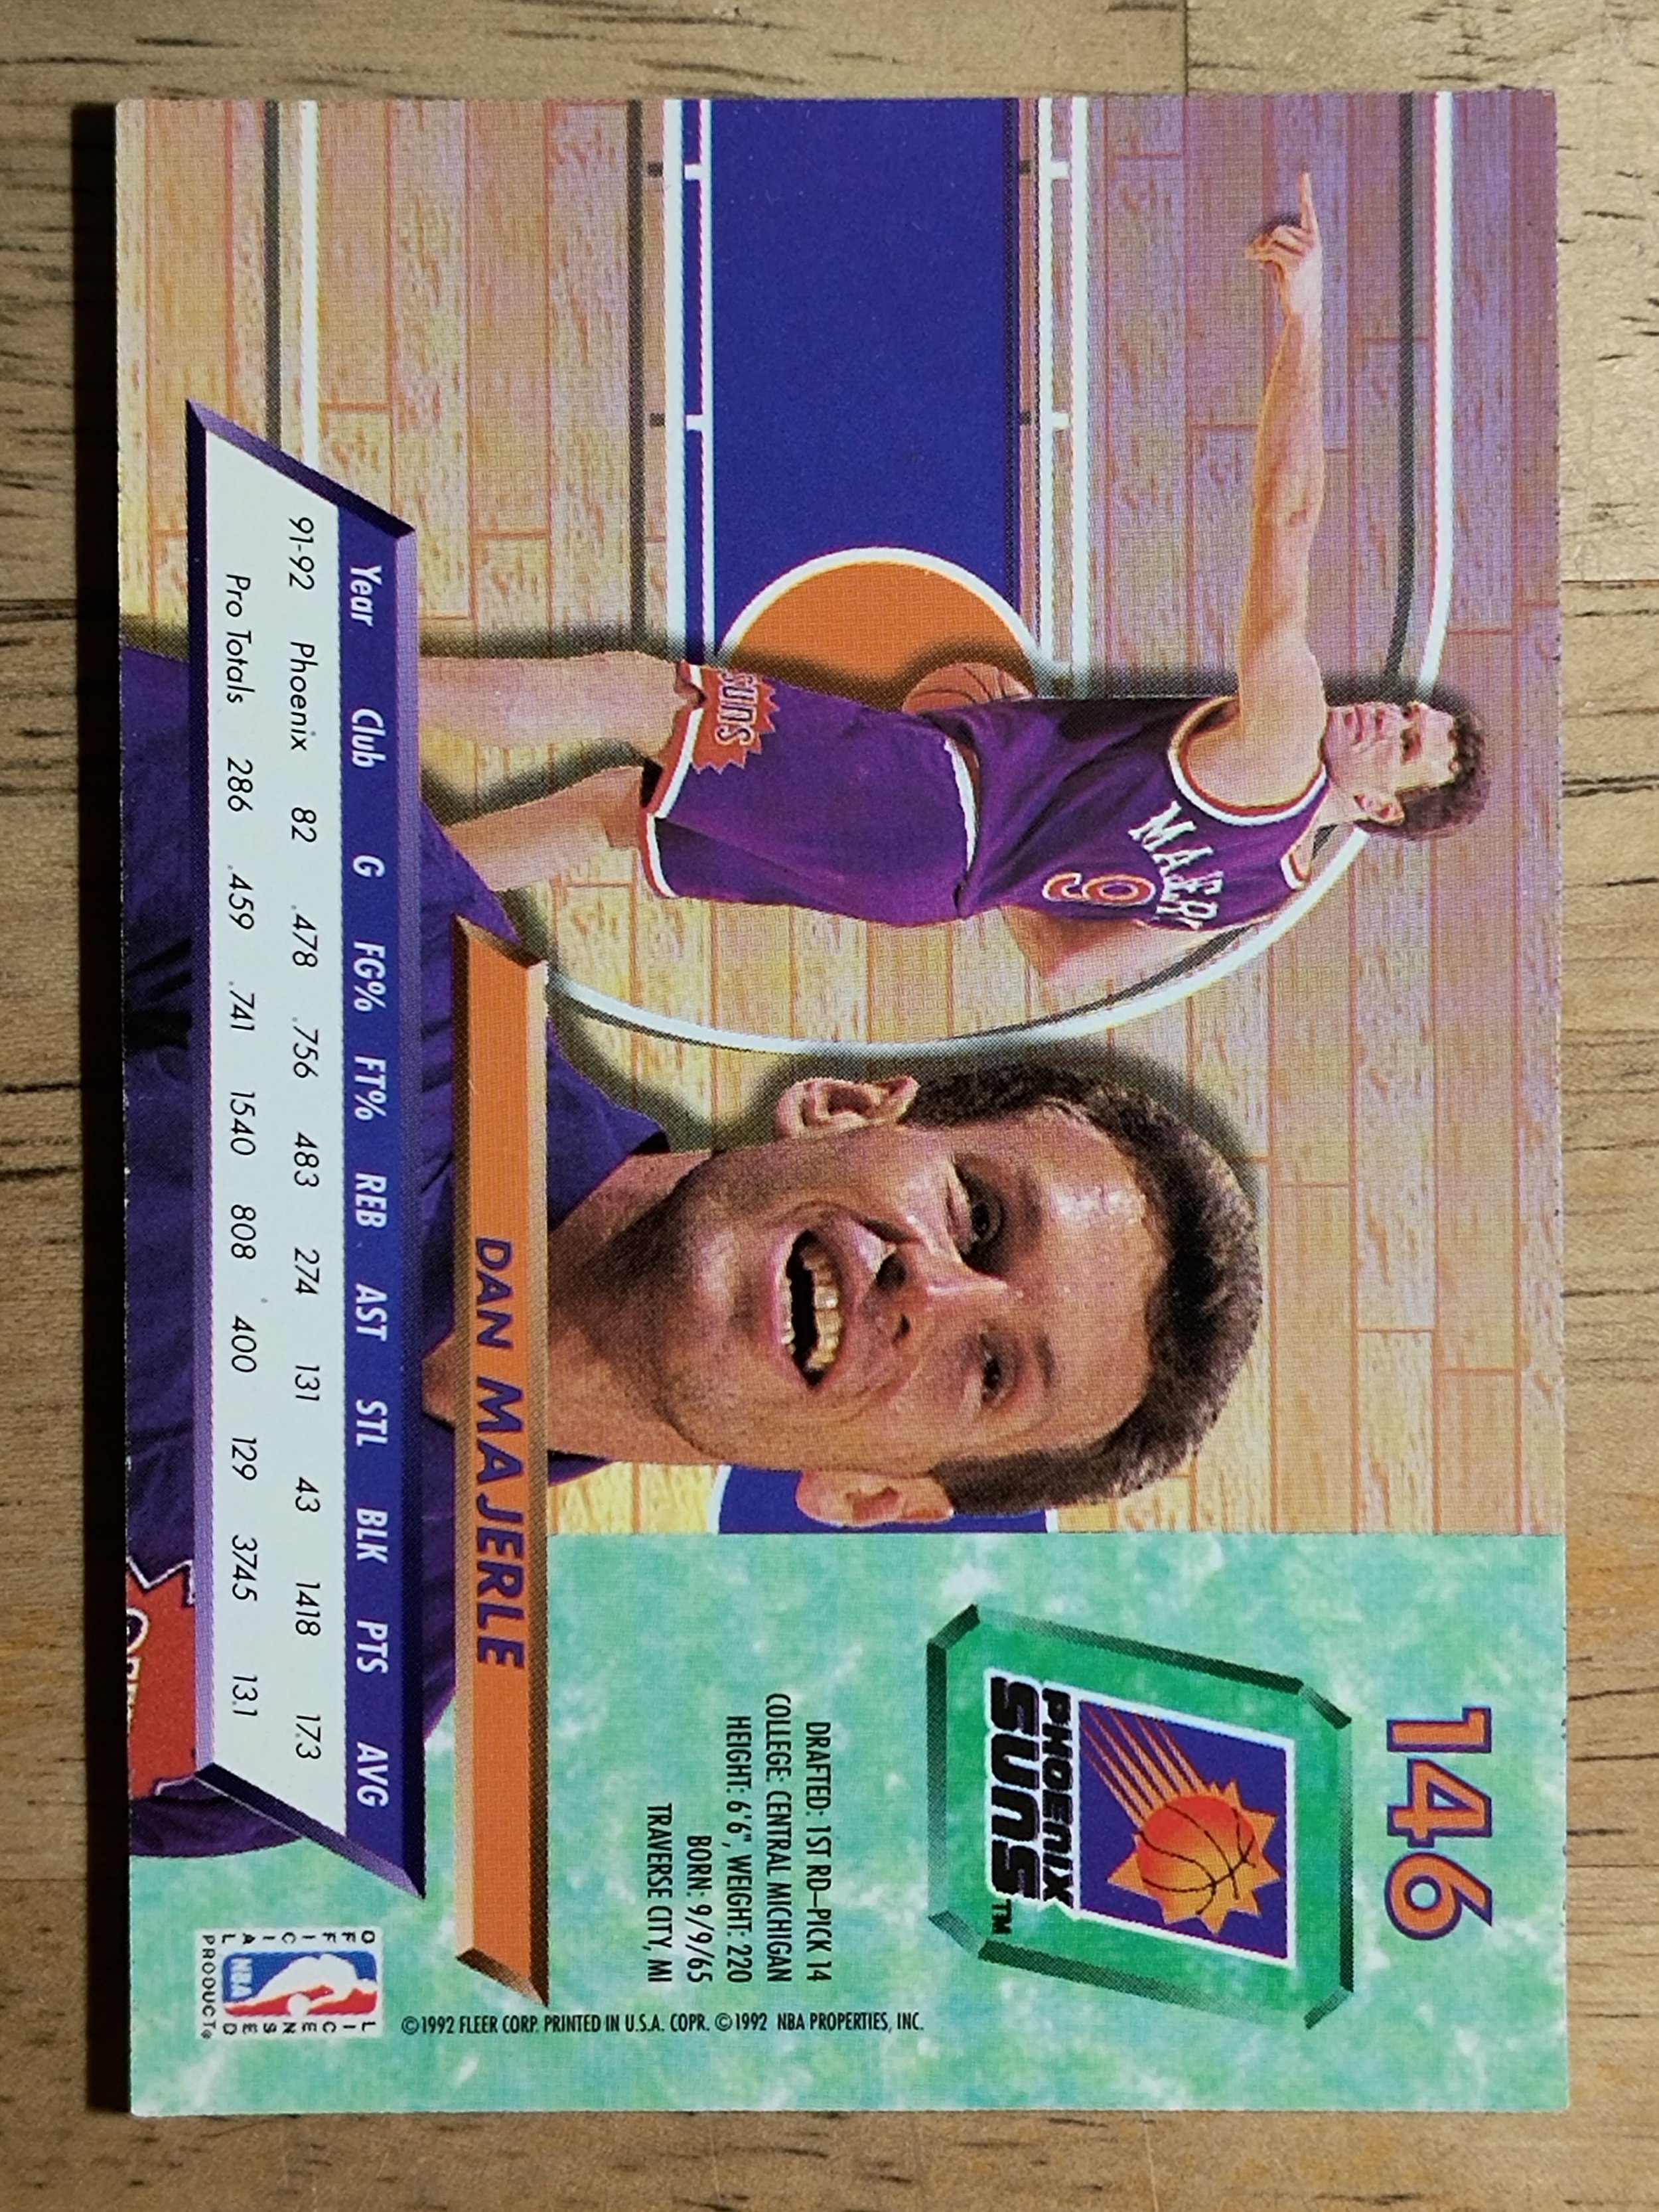 146
PHOENIX
SUNS™
DRAFTED: 1ST RD–PICK 14
COLLEGE: CENTRAL MICHIGAN
HEIGHT: 6'6", WEIGHT: 220
BORN: 9/9/65
TRAVERSE CITY, MI
MAJERL
9
SUNS
DAN MAJERLE
Year Club G FG% FT% REB AST STL BLK PTS AVG
91-92 Phoenix 82 .478 .756 483 274 131 43 1418 17.3
Pro Totals 286 .459 .741 1540 808 400 129 3745 13.1
©1992 FLEER CORP. PRINTED IN U.S.A. COPR. ©1992 NBA PROPERTIES, INC.
OFFICIAL LICENSED
NBA
PRODUCT®